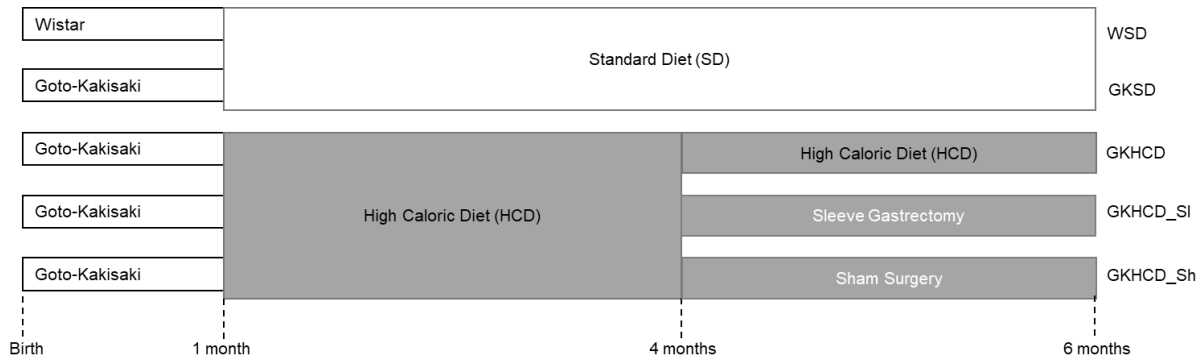 Wistar
Standard Diet (SD)
WSD
Goto-Kakisaki
GKSD
Goto-Kakisaki
High Caloric Diet (HCD)
GKHCD
High Caloric Diet (HCD)
Goto-Kakisaki
Sleeve Gastrectomy
GKHCD_Sl
Goto-Kakisaki
Sham Surgery
GKHCD_Sh
Birth
1 month
4 months
6 months